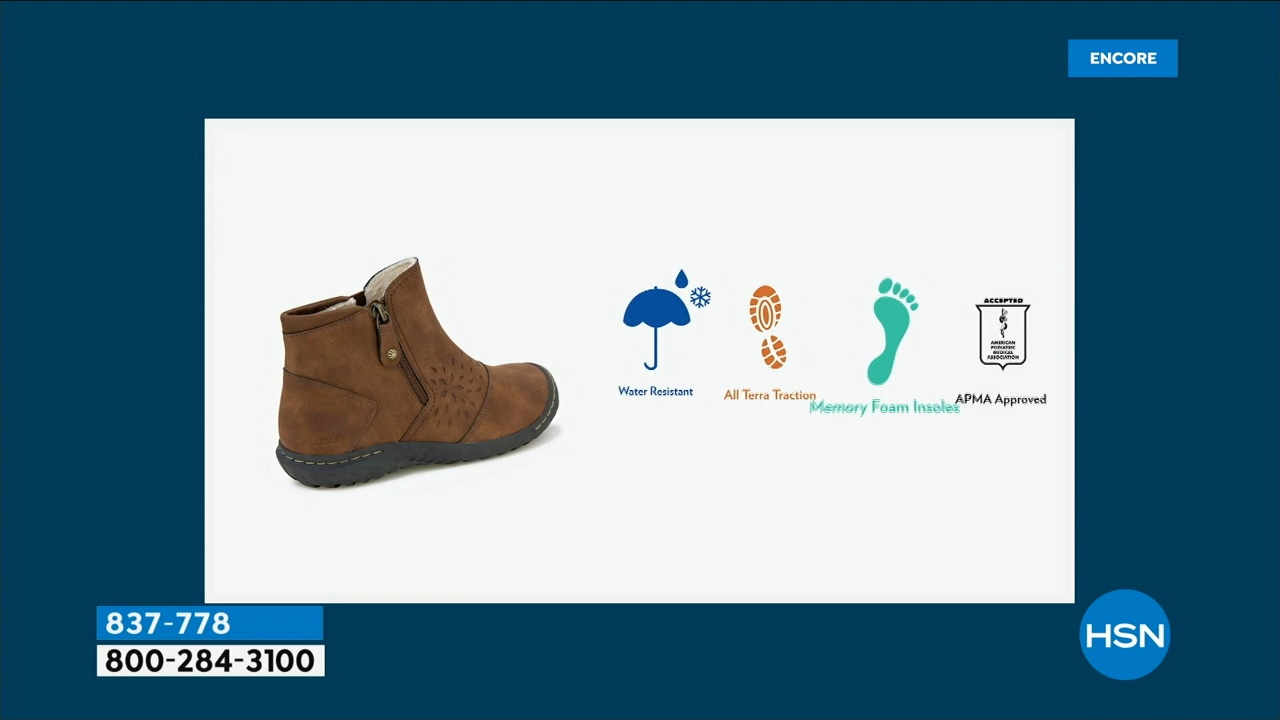 ENCORE
ACCEPTED
AMERICAN
PODIATRIC
MEDICAL
ASSOCIATION
Water Resistant
All Terra Traction
Memory Foam Insoles
APMA Approved
837-778
800-284-3100
HSN